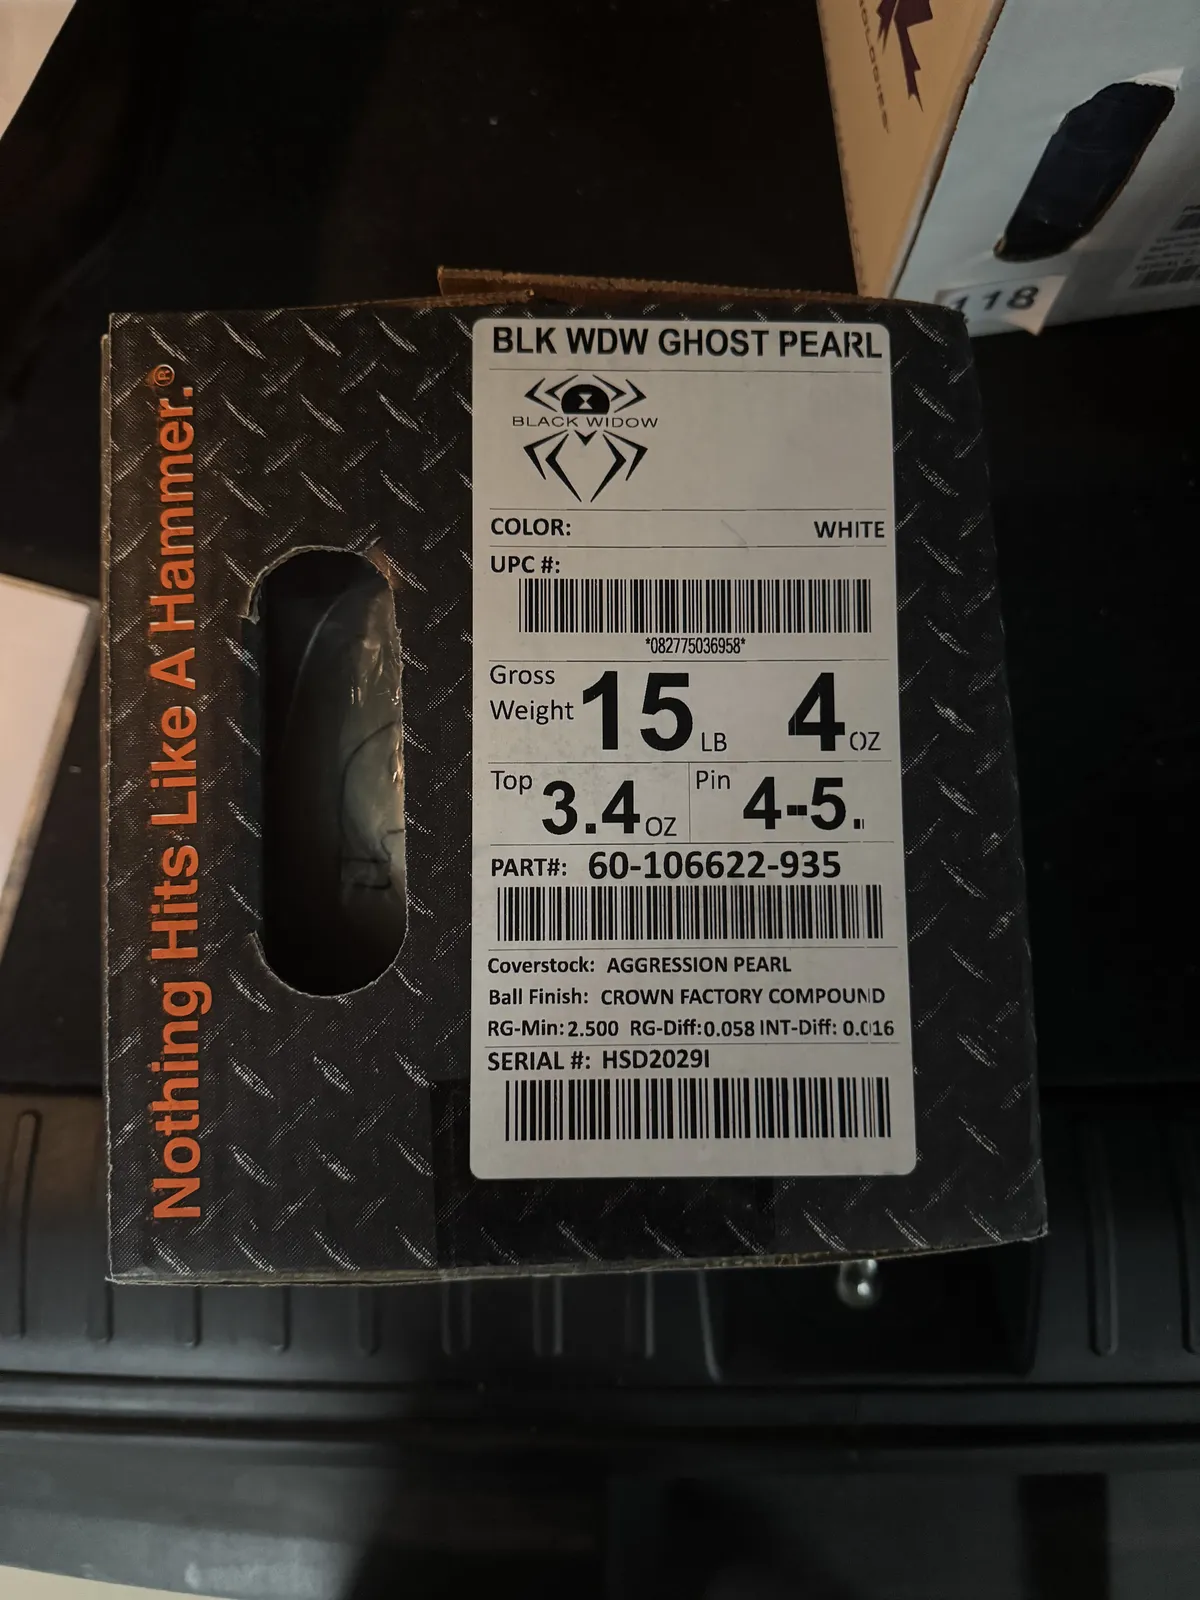 Nothing Hits Like A Hammer.®
BLK WDW GHOST PEARL
BLACK WIDOW
COLOR: WHITE
UPC #:
*082775036958*
Gross Weight 15 LB 4 OZ
Top 3.4 OZ Pin 4-5.
PART#: 60-106622-935
Coverstock: AGGRESSION PEARL
Ball Finish: CROWN FACTORY COMPOUND
RG-Min: 2.500 RG-Diff: 0.058 INT-Diff: 0.016
SERIAL #: HSD2029I
118